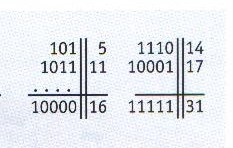 101 || 5 1110 || 14
1011 || 11 10001 || 17
. . . .
10000 || 16 11111 || 31